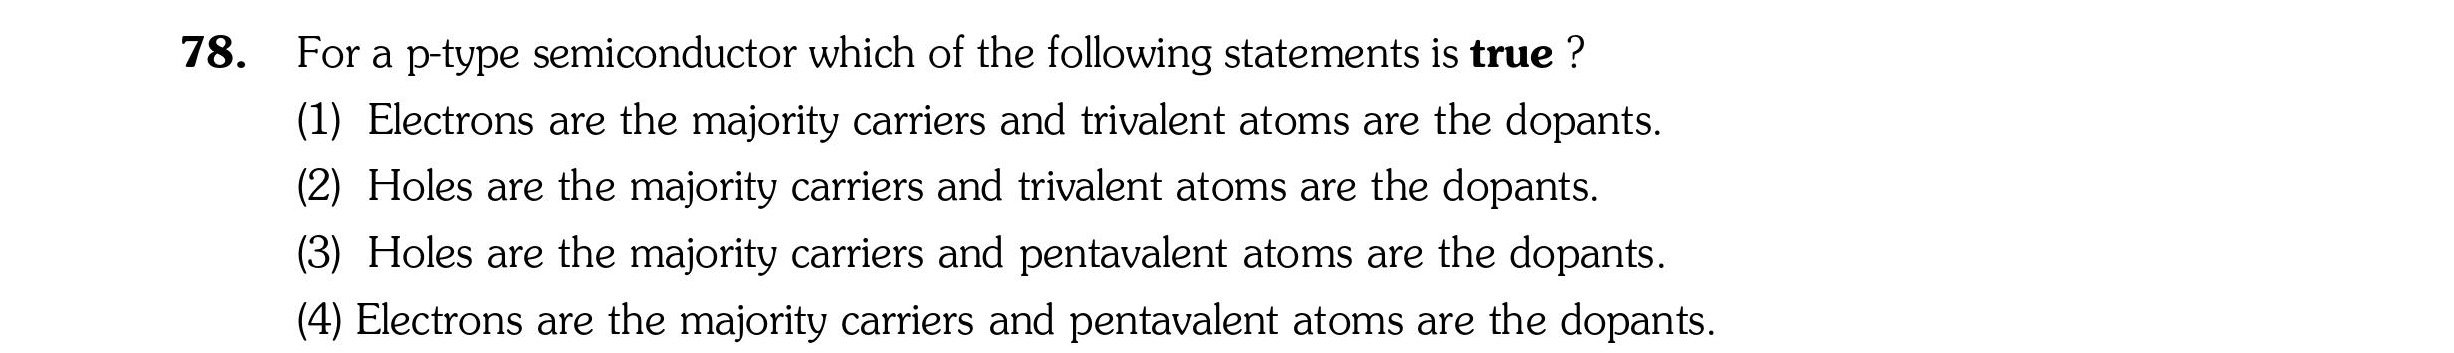 78. For a p-type semiconductor which of the following statements is true ?
(1) Electrons are the majority carriers and trivalent atoms are the dopants.
(2) Holes are the majority carriers and trivalent atoms are the dopants.
(3) Holes are the majority carriers and pentavalent atoms are the dopants.
(4) Electrons are the majority carriers and pentavalent atoms are the dopants.